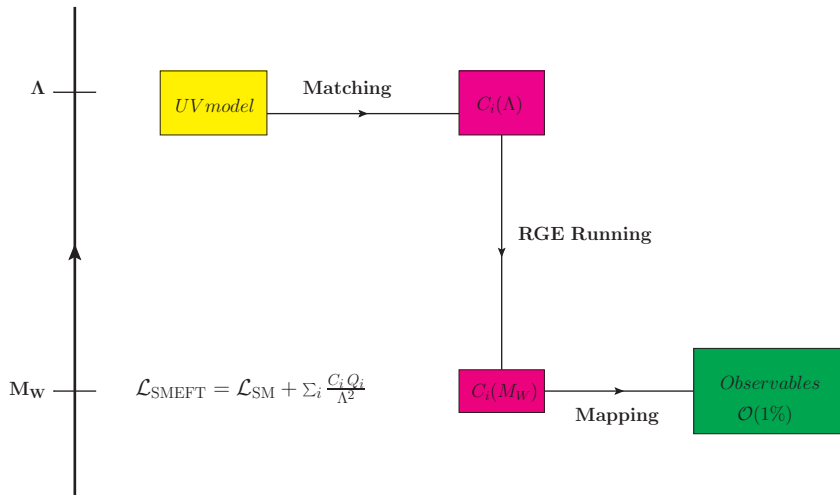 Λ
UV model
Matching
C_i(Λ)
RGE Running
M_W
ℒ_SMEFT = ℒ_SM + Σ_i C_i Q_i / Λ²
C_i(M_W)
Mapping
Observables
𝒪(1%)